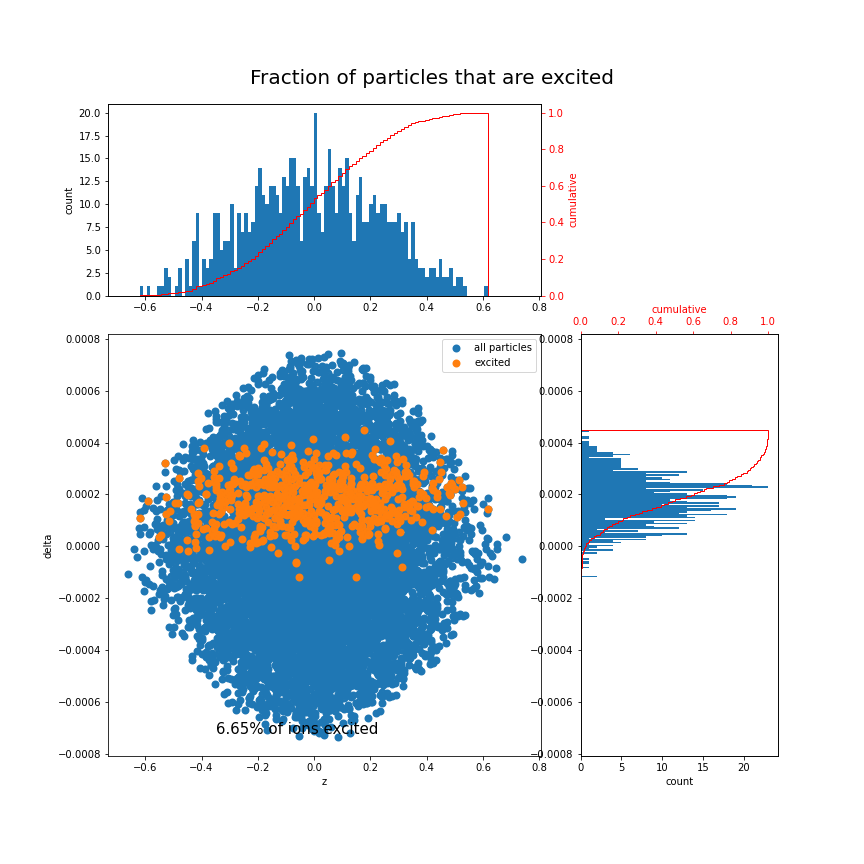 Fraction of particles that are excited
20.0
17.5
15.0
12.5
10.0
7.5
5.0
2.5
0.0
count
1.0
0.8
0.6
0.4
0.2
0.0
cumulative
−0.6 −0.4 −0.2 0.0 0.2 0.4 0.6 0.8
cumulative
0.0 0.2 0.4 0.6 0.8 1.0
all particles
excited
0.0008
0.0006
0.0004
0.0002
0.0000
−0.0002
−0.0004
−0.0006
−0.0008
delta
6.65% of ions excited
−0.6 −0.4 −0.2 0.0 0.2 0.4 0.6 0.8
z
0.0008
0.0006
0.0004
0.0002
0.0000
−0.0002
−0.0004
−0.0006
−0.0008
0 5 10 15 20
count